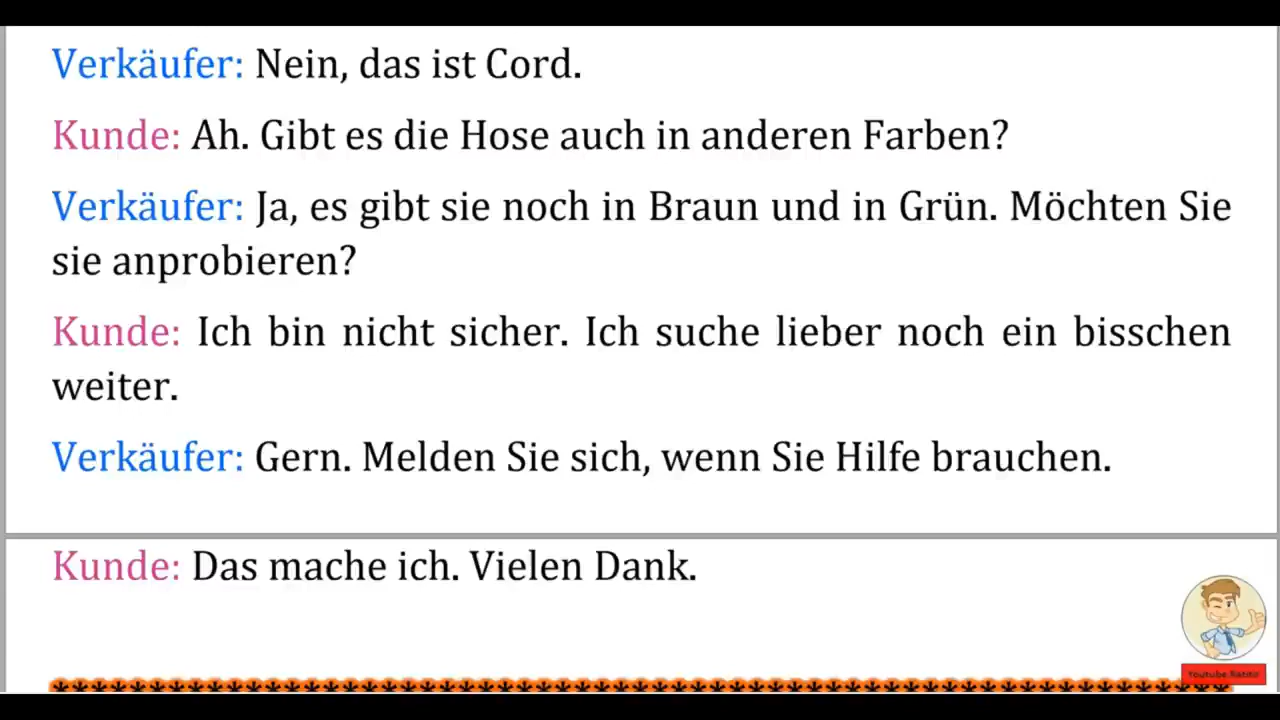 Verkäufer: Nein, das ist Cord.
Kunde: Ah. Gibt es die Hose auch in anderen Farben?
Verkäufer: Ja, es gibt sie noch in Braun und in Grün. Möchten Sie
sie anprobieren?
Kunde: Ich bin nicht sicher. Ich suche lieber noch ein bisschen
weiter.
Verkäufer: Gern. Melden Sie sich, wenn Sie Hilfe brauchen.
Kunde: Das mache ich. Vielen Dank.